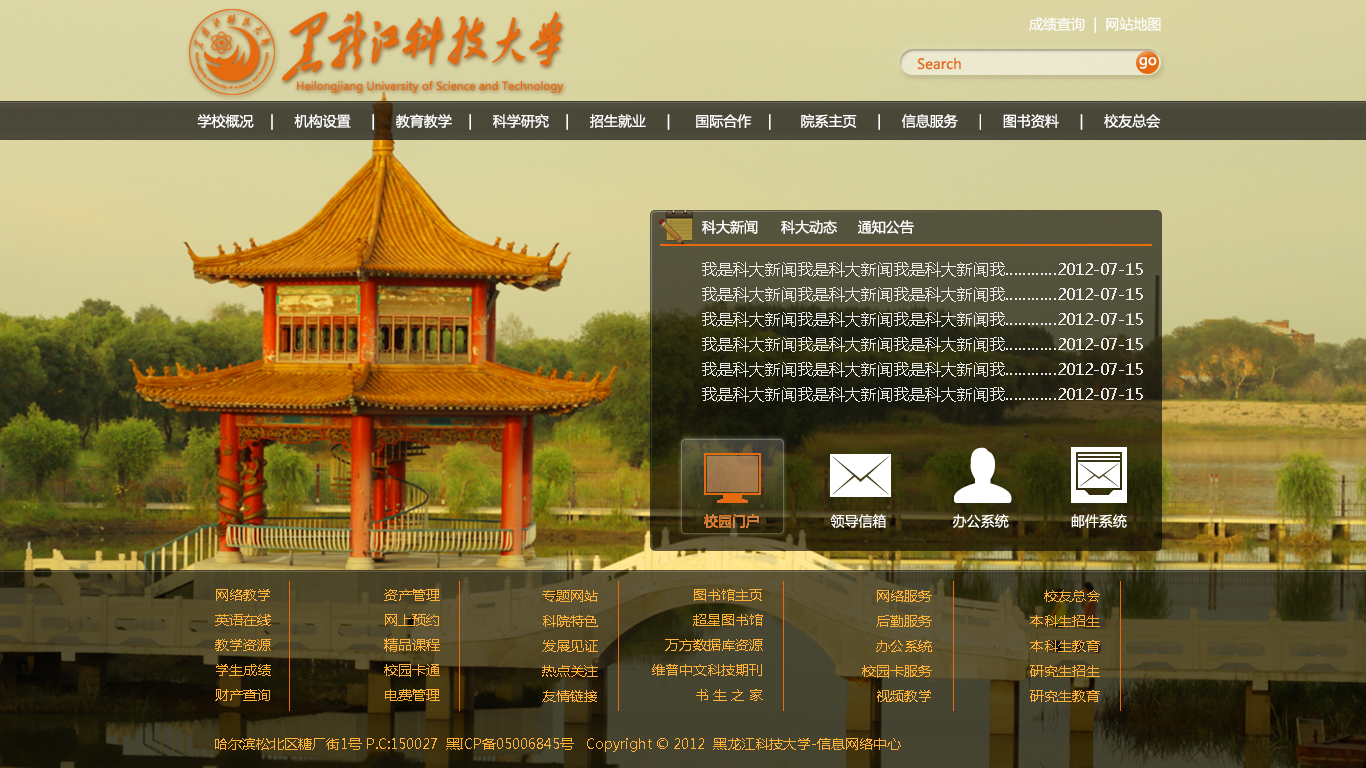 成绩查询 | 网站地图
黑龙江科技大学
Heilongjiang University of Science and Technology
Search go
学校概况 | 机构设置 | 教育教学 | 科学研究 | 招生就业 | 国际合作 | 院系主页 | 信息服务 | 图书资料 | 校友总会
科大新闻 科大动态 通知公告
我是科大新闻我是科大新闻我是科大新闻我............2012-07-15
我是科大新闻我是科大新闻我是科大新闻我............2012-07-15
我是科大新闻我是科大新闻我是科大新闻我............2012-07-15
我是科大新闻我是科大新闻我是科大新闻我............2012-07-15
我是科大新闻我是科大新闻我是科大新闻我............2012-07-15
我是科大新闻我是科大新闻我是科大新闻我............2012-07-15
校园门户 领导信箱 办公系统 邮件系统
网络教学 资产管理 专题网站 图书馆主页 网络服务 校友总会
英语在线 网上预约 科院特色 超星图书馆 后勤服务 本科生招生
教学资源 精品课程 发展见证 万方数据库资源 办公系统 本科生教育
学生成绩 校园卡通 热点关注 维普中文科技期刊 校园卡服务 研究生招生
财产查询 电费管理 友情链接 书 生 之 家 视频教学 研究生教育
哈尔滨松北区糖厂街1号 P.C:150027 黑ICP备05006845号 Copyright © 2012 黑龙江科技大学-信息网络中心